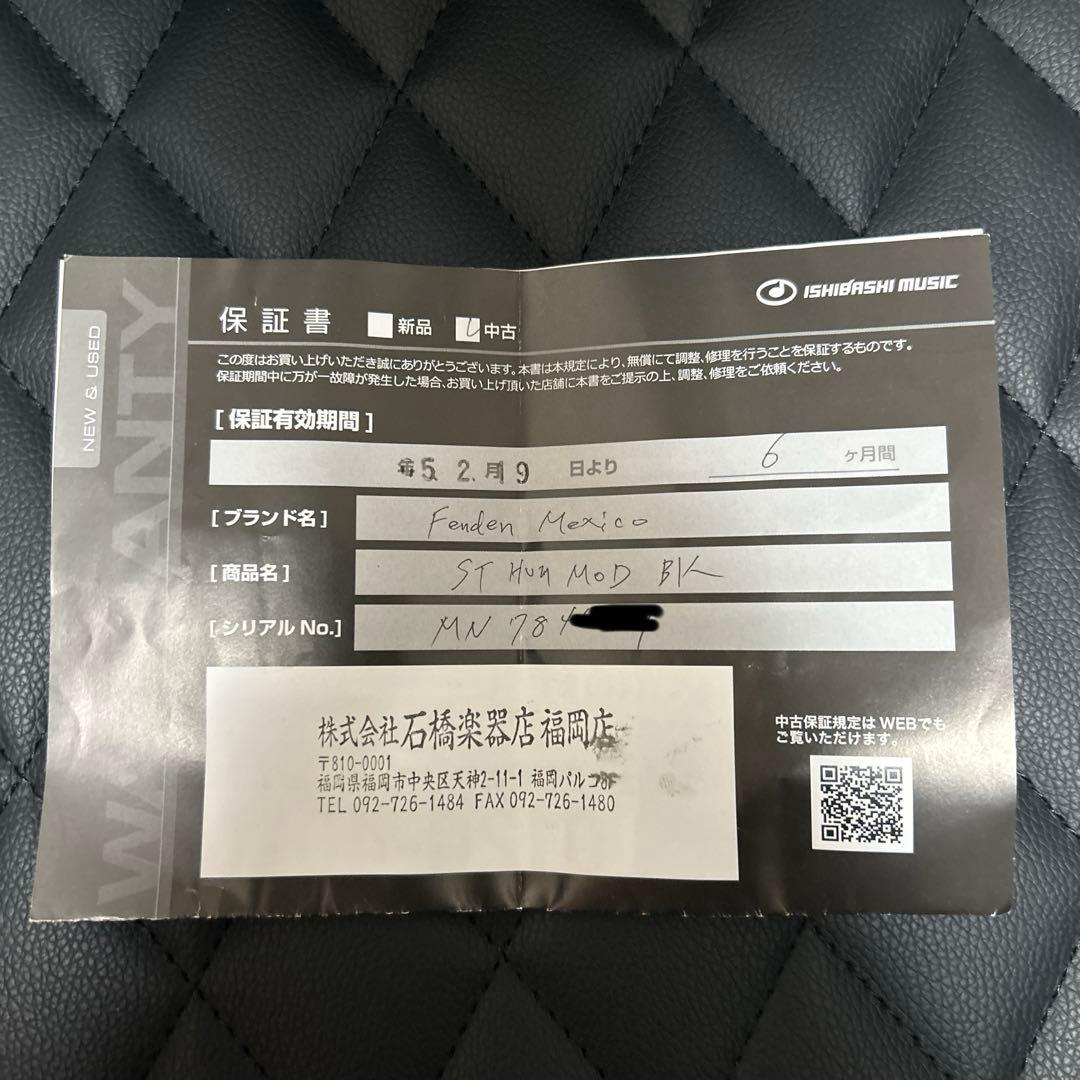 NEW & USED
WARRANTY
ISHIBASHI MUSIC
保証書 新品 中古
この度はお買い上げいただき誠にありがとうございます。本書は本規定により、無償にて調整、修理を行うことを保証するものです。
保証期間中に万が一故障が発生した場合、お買い上げ頂いた店舗に本書をご提示の上、調整、修理をご依頼ください。
[保証有効期間]
5. 2. 月19 日より 6 ヶ月間
[ブランド名] Fender Mexico
[商品名] ST Hum MOD Blk
[シリアル No.] MN 784
株式会社石橋楽器店 福岡店
〒810-0001
福岡県福岡市中央区天神2-11-1 福岡パルコ8F
TEL 092-726-1484 FAX 092-726-1480
中古保証規定は WEBでも
ご覧いただけます。